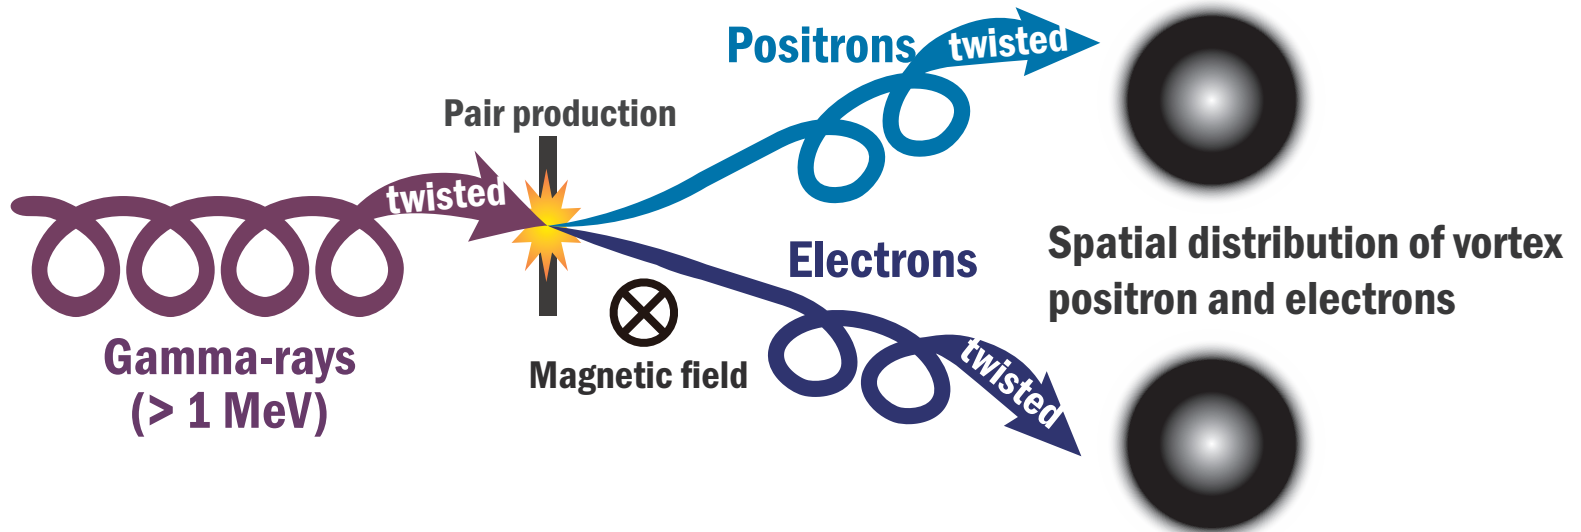 Positrons
twisted
Pair production
twisted
Electrons
Spatial distribution of vortex
positron and electrons
Gamma-rays
(> 1 MeV)
Magnetic field
twisted